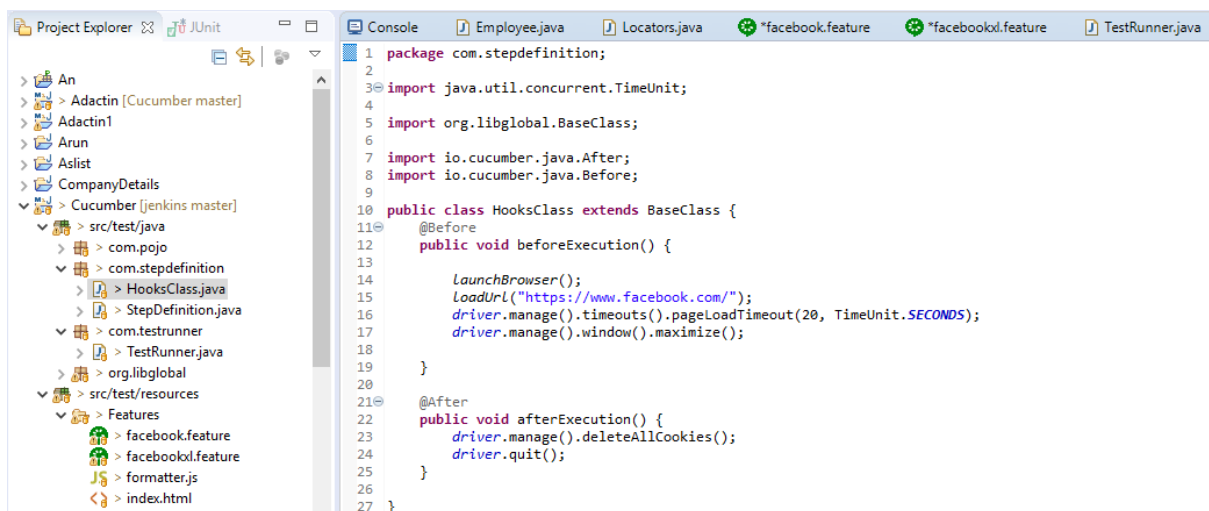 Project Explorer JUnit
An
> Adactin [Cucumber master]
Adactin1
Arun
Aslist
CompanyDetails
> Cucumber [jenkins master]
> src/test/java
> com.pojo
> com.stepdefinition
> HooksClass.java
> StepDefinition.java
> com.testrunner
> TestRunner.java
> org.libglobal
> src/test/resources
> Features
> facebook.feature
> facebookxl.feature
> formatter.js
> index.html
Console Employee.java Locators.java *facebook.feature *facebookxl.feature TestRunner.java
1 package com.stepdefinition;
2
3 import java.util.concurrent.TimeUnit;
4
5 import org.libglobal.BaseClass;
6
7 import io.cucumber.java.After;
8 import io.cucumber.java.Before;
9
10 public class HooksClass extends BaseClass {
11 @Before
12 public void beforeExecution() {
13
14 launchBrowser();
15 loadUrl("https://www.facebook.com/");
16 driver.manage().timeouts().pageLoadTimeout(20, TimeUnit.SECONDS);
17 driver.manage().window().maximize();
18
19 }
20
21 @After
22 public void afterExecution() {
23 driver.manage().deleteAllCookies();
24 driver.quit();
25 }
26
27 }